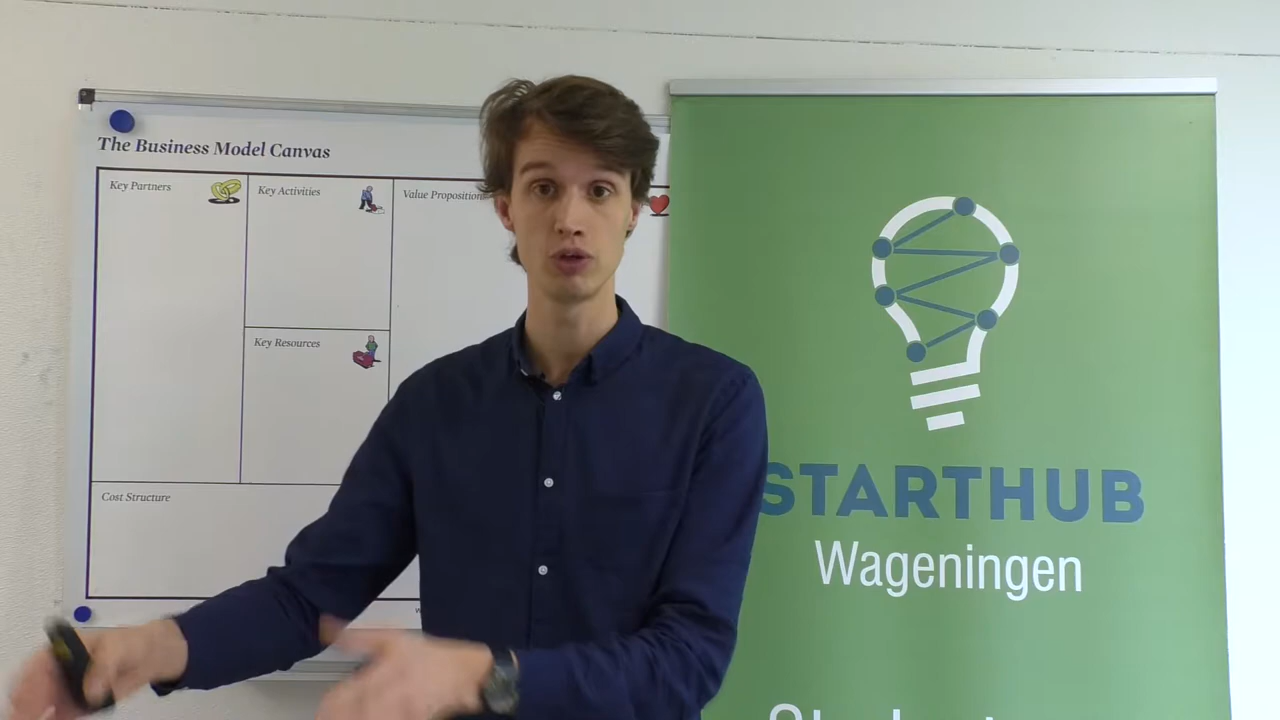 The Business Model Canvas
Key Partners
Key Activities
Value Proposition
Key Resources
Cost Structure
STARTHUB
Wageningen